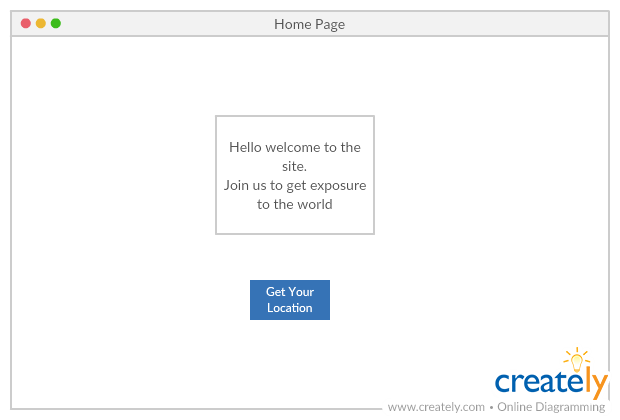 Home Page
Hello welcome to the
site.
Join us to get exposure
to the world
Get Your
Location
creately
www.creately.com • Online Diagramming